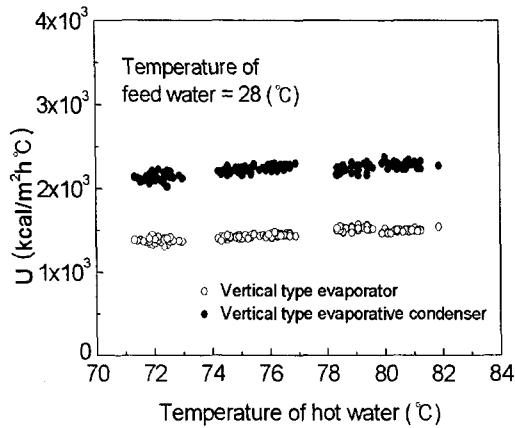 4x10³
3x10³
2x10³
1x10³
0
U (kcal/m²h℃)
Temperature of
feed water = 28 (℃)
○ Vertical type evaporator
● Vertical type evaporative condenser
70 72 74 76 78 80 82 84
Temperature of hot water (℃)